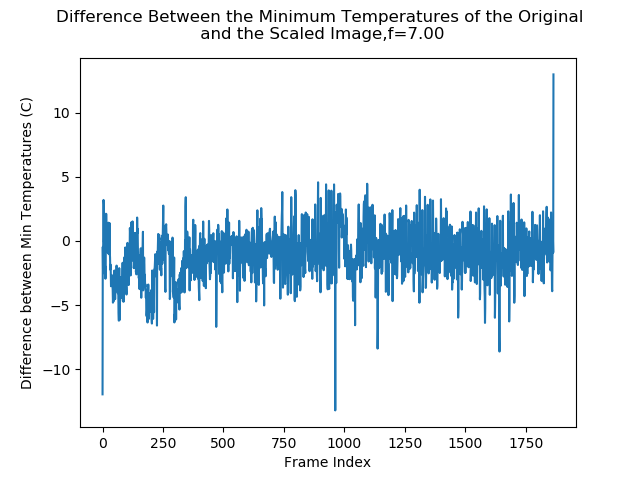 Difference Between the Minimum Temperatures of the Original
and the Scaled Image,f=7.00
10
5
0
−5
−10
Difference between Min Temperatures (C)
0 250 500 750 1000 1250 1500 1750
Frame Index